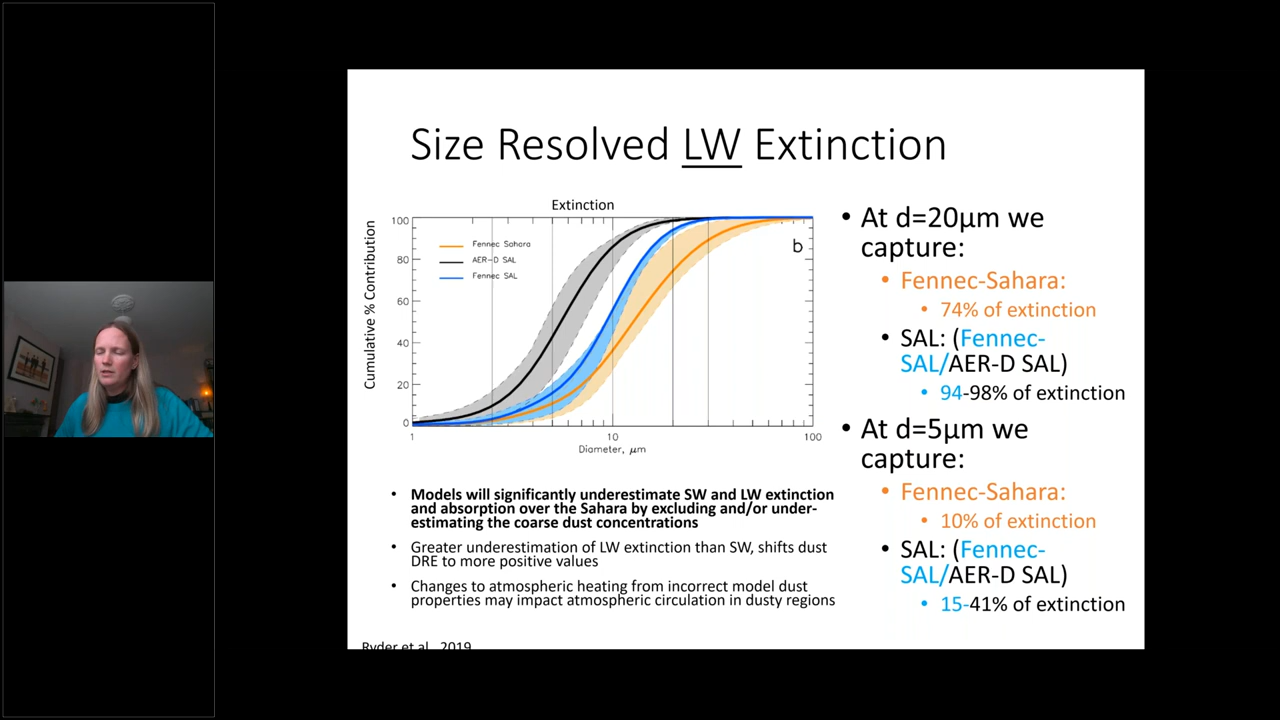 Size Resolved LW Extinction
Extinction
Cumulative % Contribution
100
80
60
40
20
0
Fennec Sahara
AER-D SAL
Fennec SAL
b
1
10
100
Diameter, μm
• Models will significantly underestimate SW and LW extinction
and absorption over the Sahara by excluding and/or under-
estimating the coarse dust concentrations
• Greater underestimation of LW extinction than SW, shifts dust
DRE to more positive values
• Changes to atmospheric heating from incorrect model dust
properties may impact atmospheric circulation in dusty regions
Ryder et al., 2019
• At d=20μm we
capture:
• Fennec-Sahara:
• 74% of extinction
• SAL: (Fennec-
SAL/AER-D SAL)
• 94-98% of extinction
• At d=5μm we
capture:
• Fennec-Sahara:
• 10% of extinction
• SAL: (Fennec-
SAL/AER-D SAL)
• 15-41% of extinction